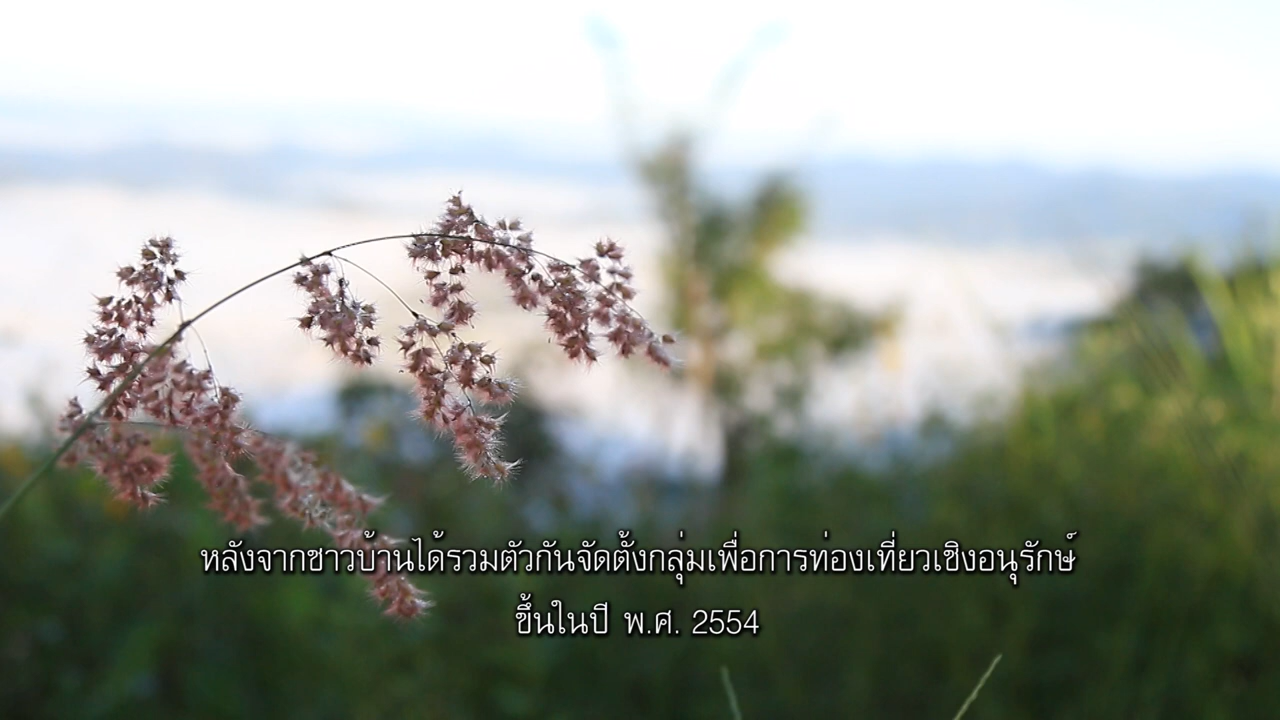 หลังจากชาวบ้านได้รวมตัวกันจัดตั้งกลุ่มเพื่อการท่องเที่ยวเชิงอนุรักษ์
ขึ้นในปี พ.ศ. 2554